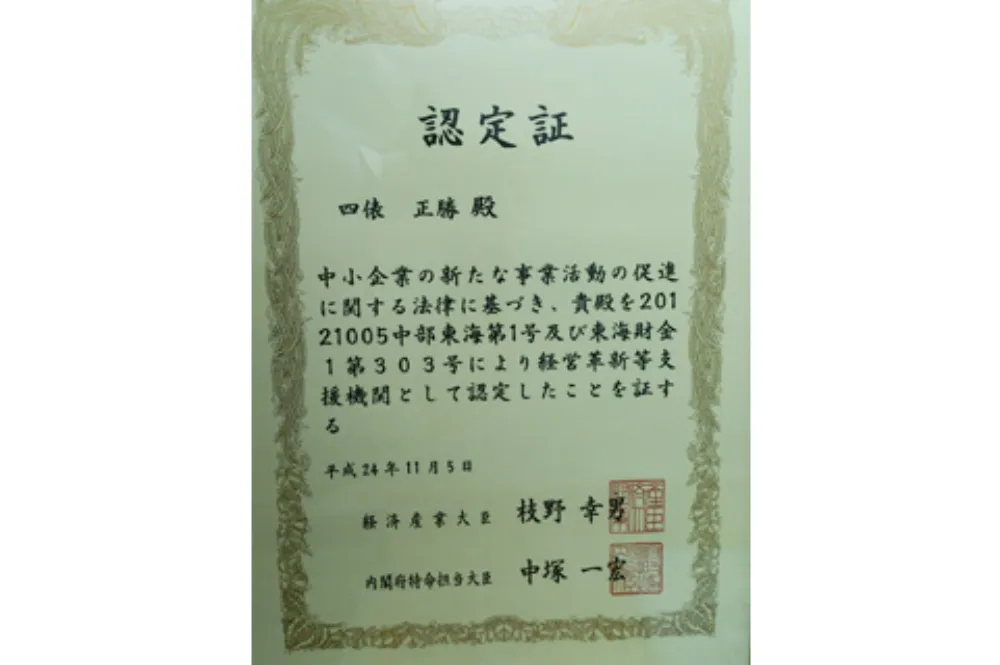 認定証
四俵 正勝 殿
中小企業の新たな事業活動の促進
に関する法律に基づき、貴殿を201
21005中部東海第1号及び東海財金
1第303号により経営革新等支
援機関として認定したことを証す
る
平成24年11月5日
経済産業大臣 枝野 幸男
内閣府特命担当大臣 中塚 一宏